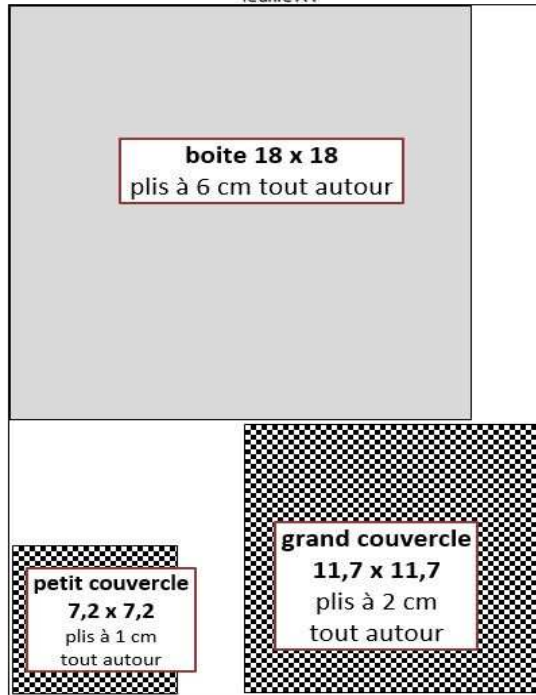 boite 18 x 18
plis à 6 cm tout autour
grand couvercle
11,7 x 11,7
plis à 2 cm
tout autour
petit couvercle
7,2 x 7,2
plis à 1 cm
tout autour